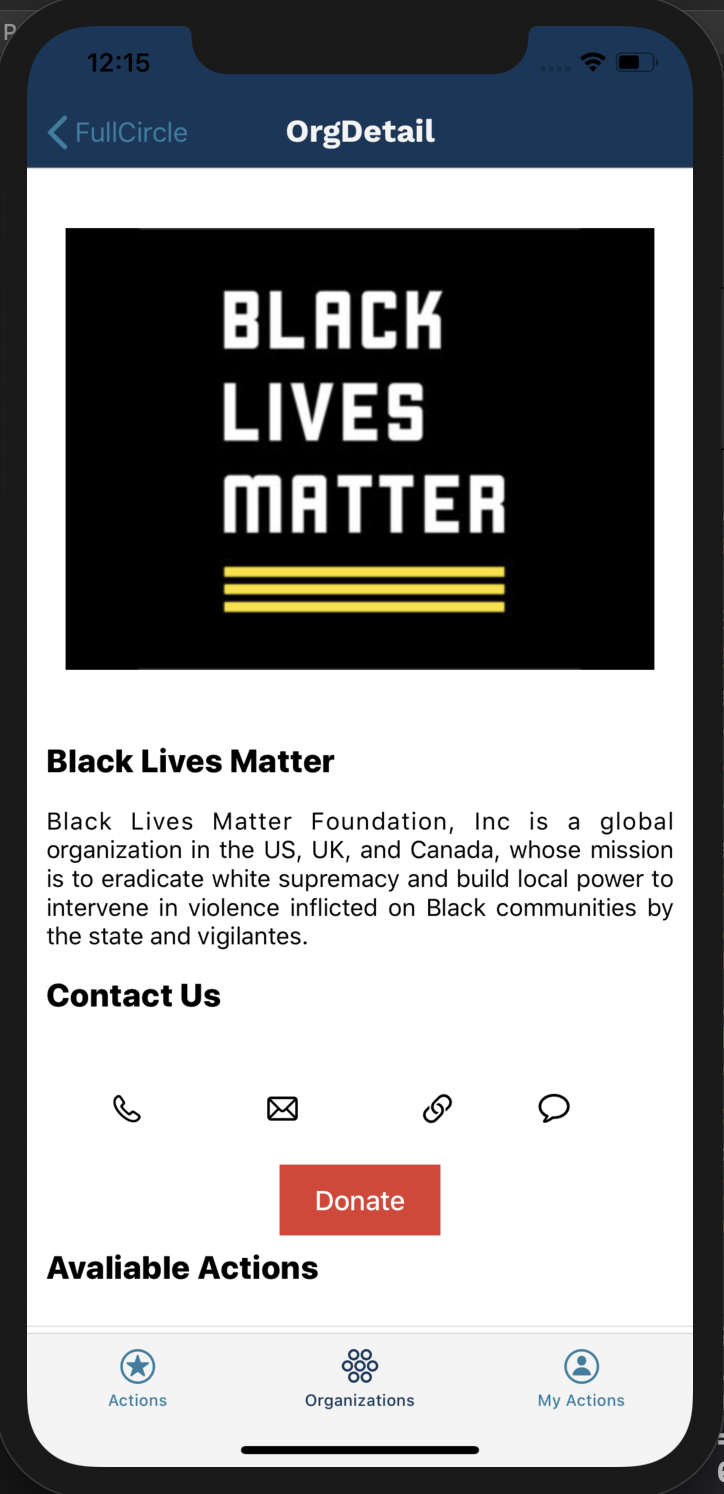 P
12:15
FullCircle
OrgDetail
BLACK
LIVES
MATTER
Black Lives Matter
Black Lives Matter Foundation, Inc is a global
organization in the US, UK, and Canada, whose mission
is to eradicate white supremacy and build local power to
intervene in violence inflicted on Black communities by
the state and vigilantes.
Contact Us
Donate
Avaliable Actions
Actions
Organizations
My Actions